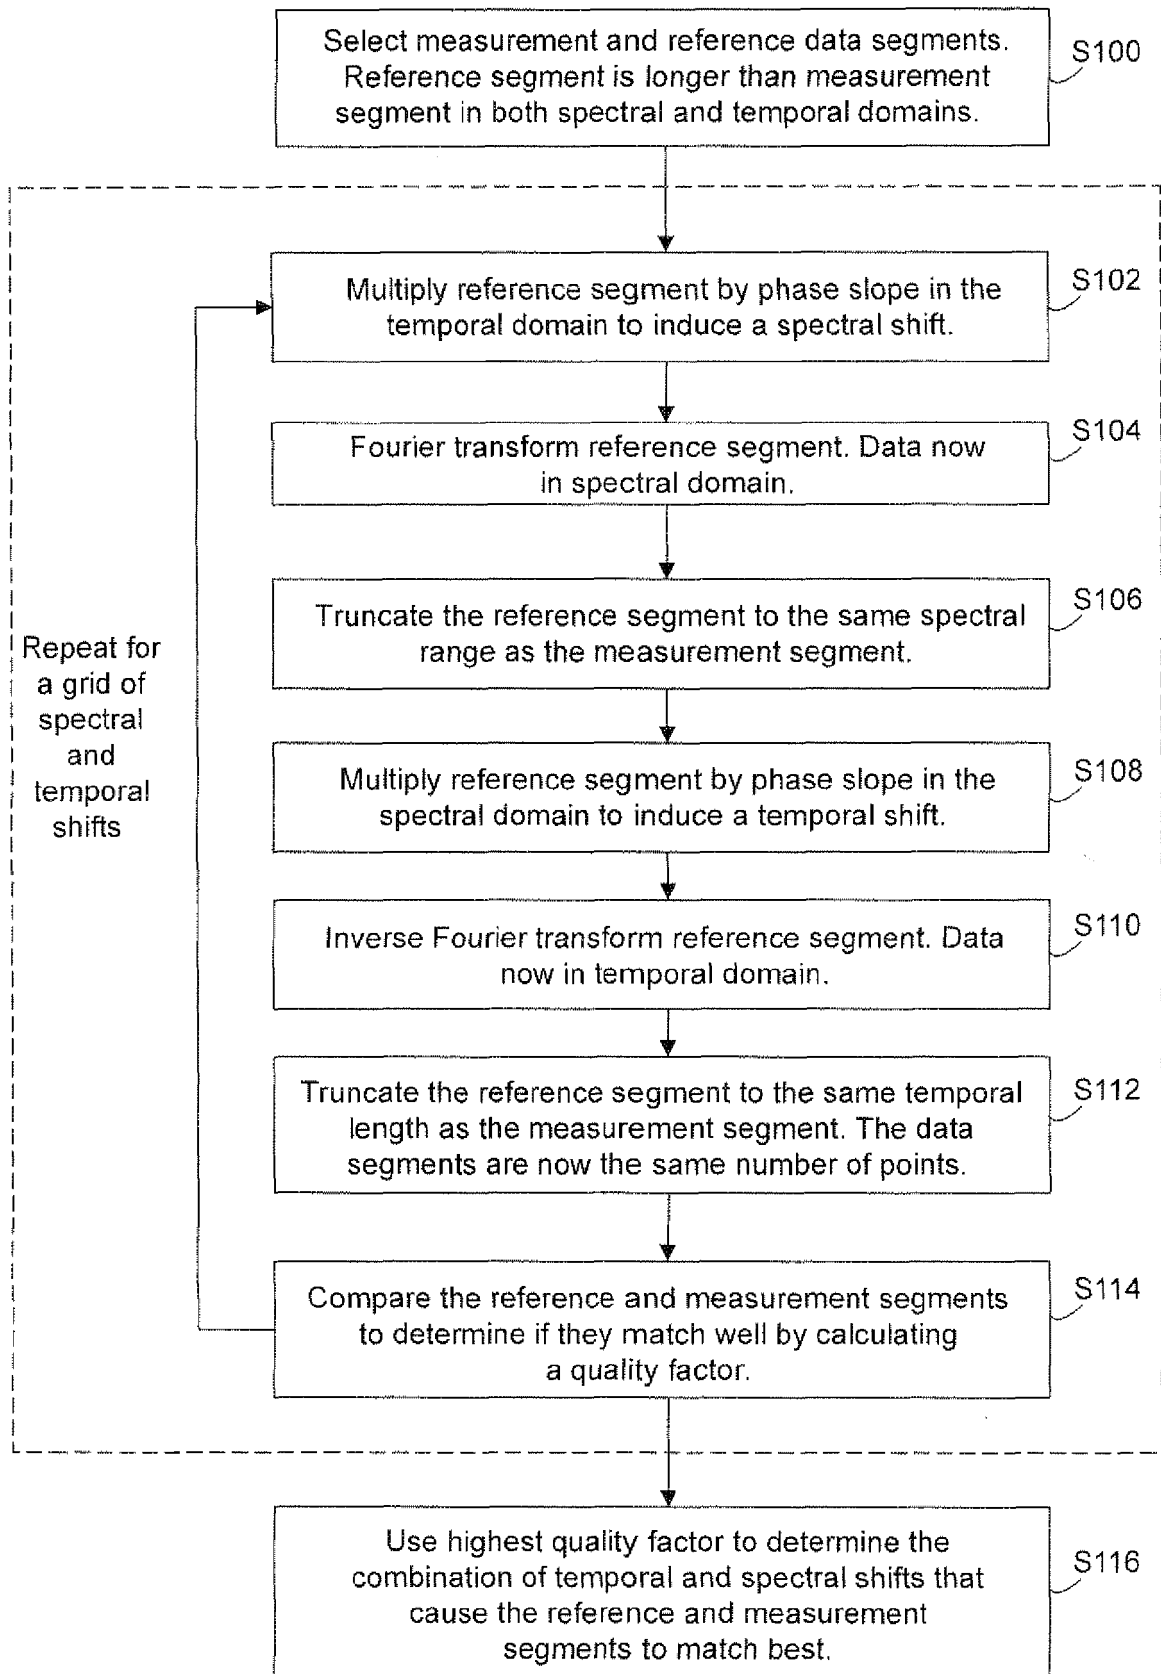 Select measurement and reference data segments.
Reference segment is longer than measurement
segment in both spectral and temporal domains.
S100
Multiply reference segment by phase slope in the
temporal domain to induce a spectral shift.
S102
Fourier transform reference segment. Data now
in spectral domain.
S104
Truncate the reference segment to the same spectral
range as the measurement segment.
S106
Repeat for
a grid of
spectral
and
temporal
shifts
Multiply reference segment by phase slope in the
spectral domain to induce a temporal shift.
S108
Inverse Fourier transform reference segment. Data
now in temporal domain.
S110
Truncate the reference segment to the same temporal
length as the measurement segment. The data
segments are now the same number of points.
S112
Compare the reference and measurement segments
to determine if they match well by calculating
a quality factor.
S114
Use highest quality factor to determine the
combination of temporal and spectral shifts that
cause the reference and measurement
segments to match best.
S116